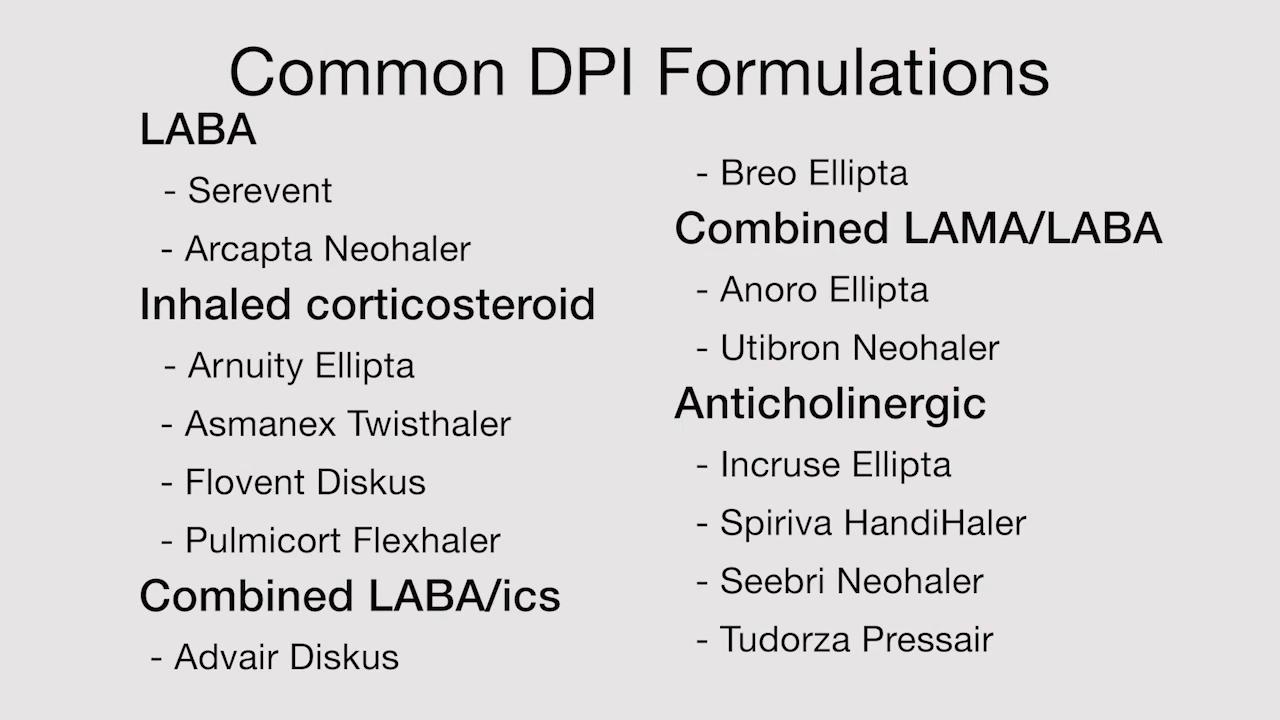 Common DPI Formulations
LABA
- Serevent
- Arcapta Neohaler
Inhaled corticosteroid
- Arnuity Ellipta
- Asmanex Twisthaler
- Flovent Diskus
- Pulmicort Flexhaler
Combined LABA/ics
- Advair Diskus
- Breo Ellipta
Combined LAMA/LABA
- Anoro Ellipta
- Utibron Neohaler
Anticholinergic
- Incruse Ellipta
- Spiriva HandiHaler
- Seebri Neohaler
- Tudorza Pressair